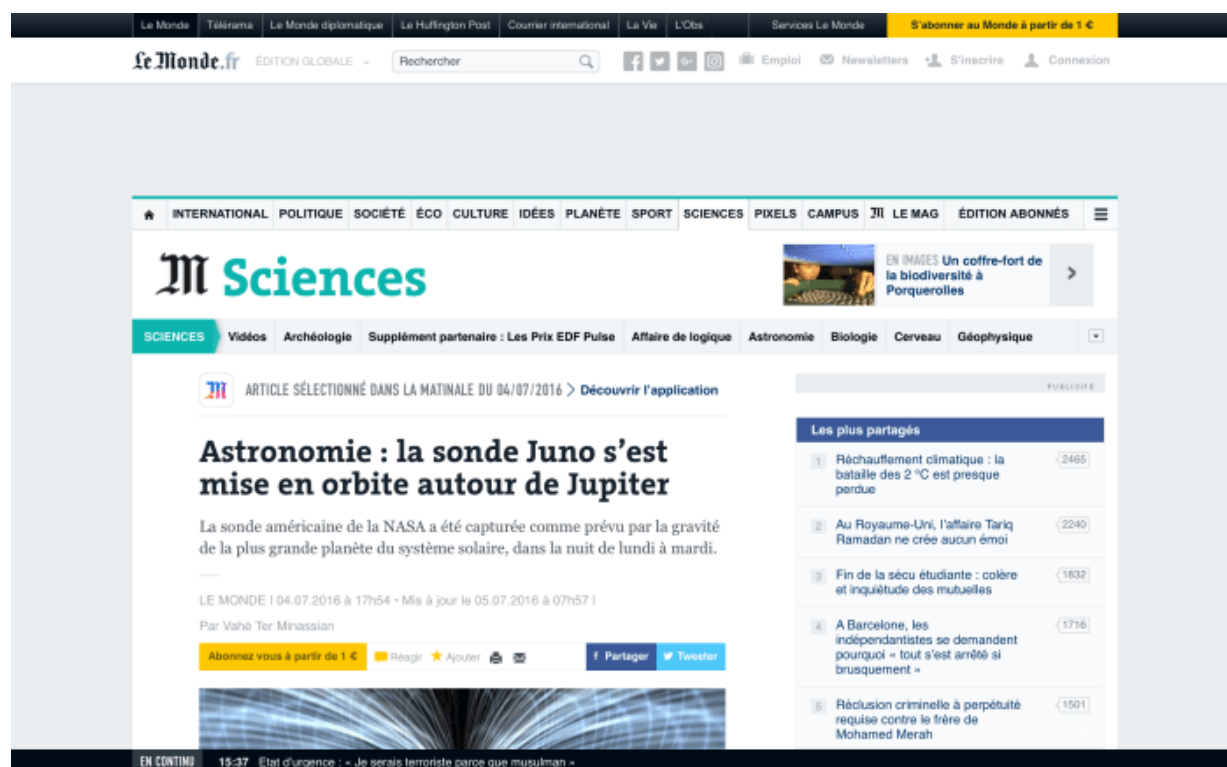 Le Monde Télérama Le Monde diplomatique Le Huffington Post Courrier international La Vie L'Obs Services Le Monde S'abonner au Monde à partir de 1 €
Le Monde.fr ÉDITION GLOBALE Rechercher Emploi Newsletters S'inscrire Connexion
INTERNATIONAL POLITIQUE SOCIÉTÉ ÉCO CULTURE IDÉES PLANÈTE SPORT SCIENCES PIXELS CAMPUS M LE MAG ÉDITION ABONNÉS
M Sciences
EN IMAGES Un coffre-fort de
la biodiversité à
Porquerolles
SCIENCES Vidéos Archéologie Supplément partenaire : Les Prix EDF Pulse Affaire de logique Astronomie Biologie Cerveau Géophysique
M ARTICLE SÉLECTIONNÉ DANS LA MATINALE DU 04/07/2016 > Découvrir l'application
PUBLICITÉ
Astronomie : la sonde Juno s'est
mise en orbite autour de Jupiter
La sonde américaine de la NASA a été capturée comme prévu par la gravité
de la plus grande planète du système solaire, dans la nuit de lundi à mardi.
LE MONDE | 04.07.2016 à 17h54 • Mis à jour le 05.07.2016 à 07h57 |
Par Vahé Ter Minassian
Abonnez vous à partir de 1 € Réagir Ajouter f Partager Tweeter
Les plus partagés
1 Réchauffement climatique : la 2465
bataille des 2 °C est presque
perdue
2 Au Royaume-Uni, l'affaire Tariq 2240
Ramadan ne crée aucun émoi
3 Fin de la sécu étudiante : colère 1832
et inquiétude des mutuelles
4 A Barcelone, les 1716
indépendantistes se demandent
pourquoi « tout s'est arrêté si
brusquement »
5 Réclusion criminelle à perpétuité 1501
requise contre le frère de
Mohamed Merah
EN CONTINU 15:37 Etat d'urgence : « Je serais terroriste parce que musulman »